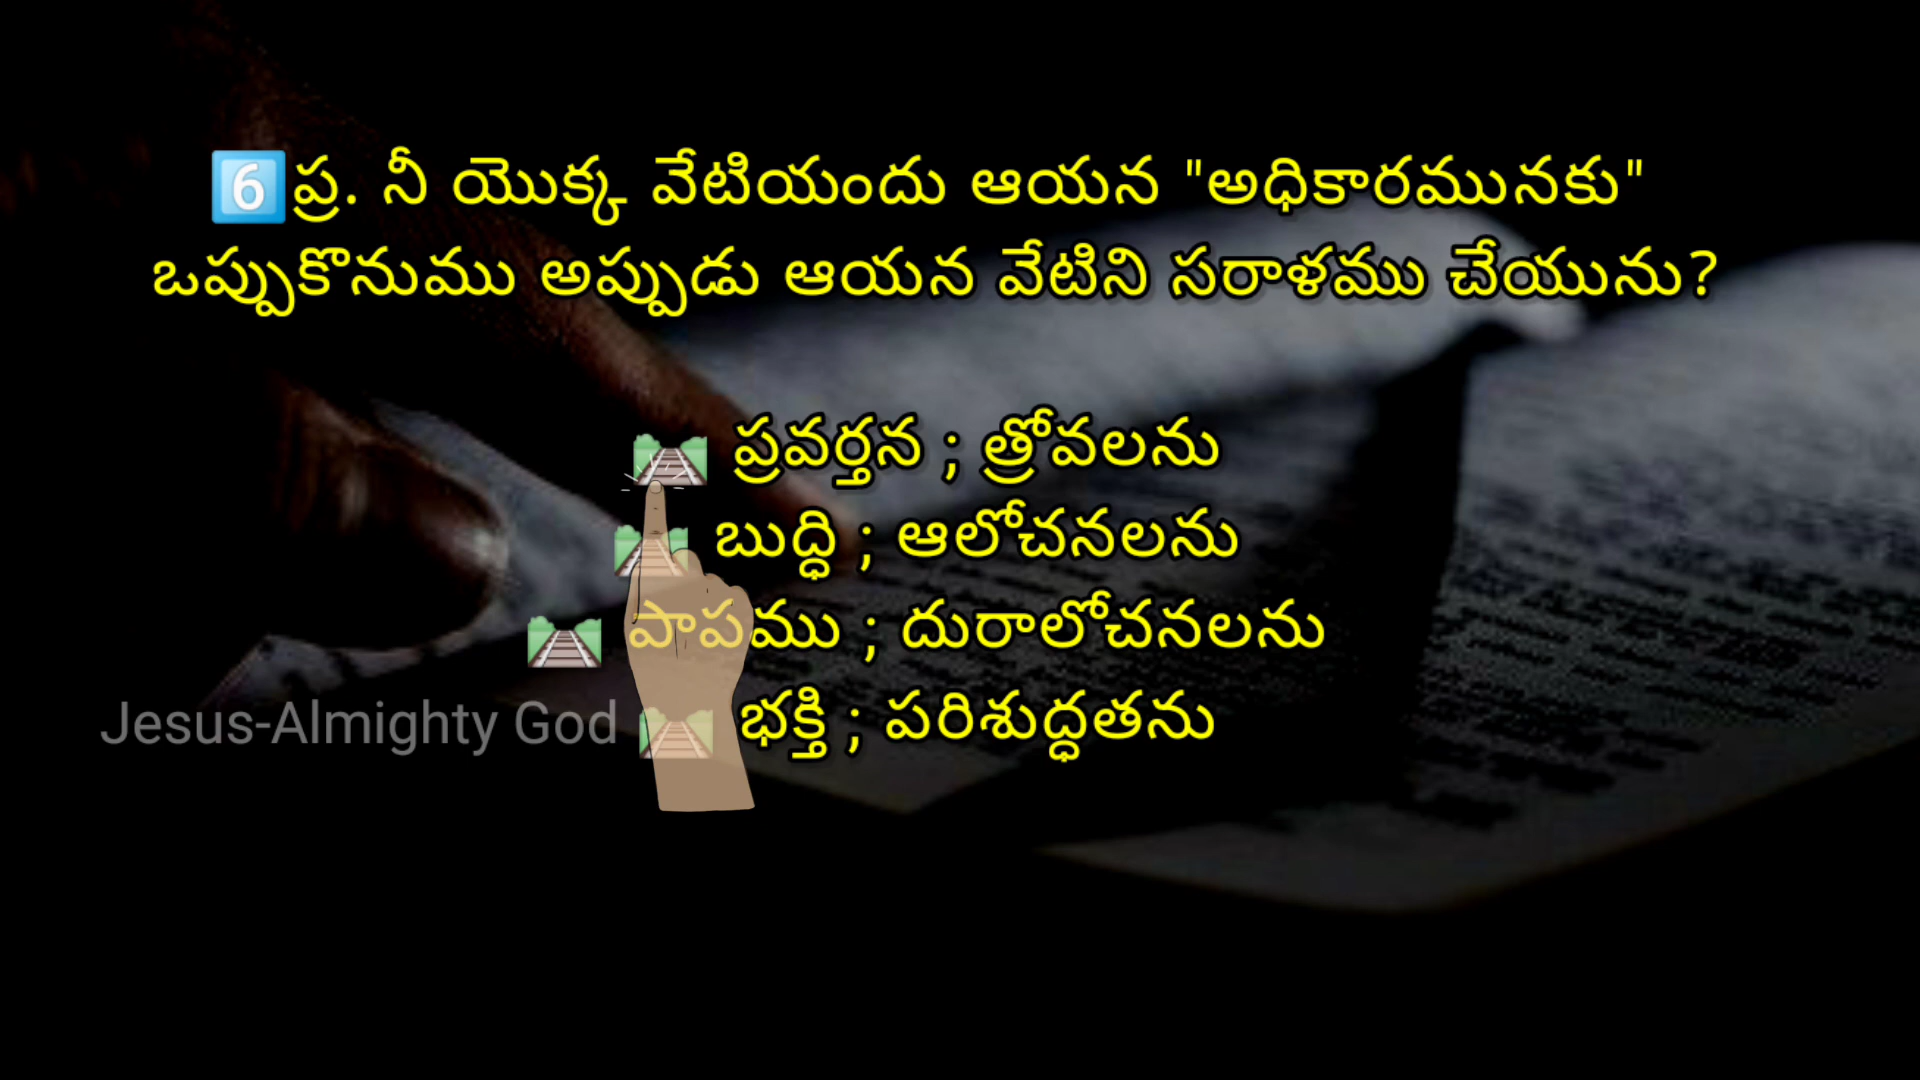 6ప్ర. నీ యొక్క వేటియందు ఆయన "అధికారమునకు"
ఒప్పుకొనుము అప్పుడు ఆయన వేటిని సరాళము చేయును?
ప్రవర్తన ; త్రోవలను
బుద్ధి ; ఆలోచనలను
పాపము ; దురాలోచనలను
భక్తి ; పరిశుద్ధతను
Jesus-Almighty God